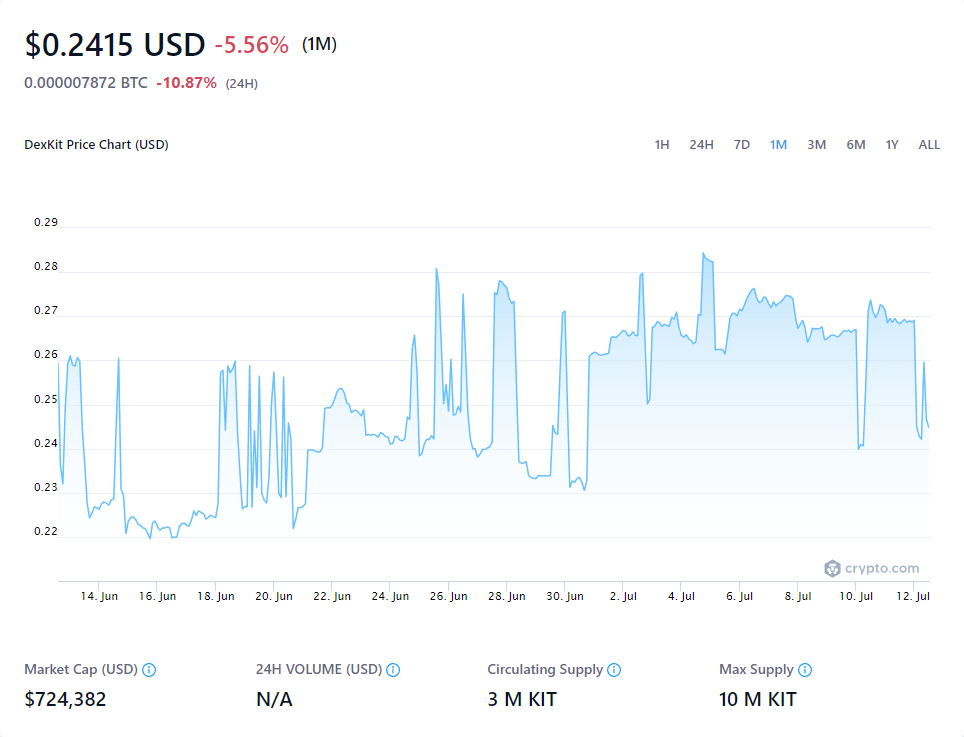 $0.2415 USD -5.56% (1M)
0.000007872 BTC -10.87% (24H)
DexKit Price Chart (USD) 1H 24H 7D 1M 3M 6M 1Y ALL
0.29
0.28
0.27
0.26
0.25
0.24
0.23
0.22
crypto.com
14. Jun 16. Jun 18. Jun 20. Jun 22. Jun 24. Jun 26. Jun 28. Jun 30. Jun 2. Jul 4. Jul 6. Jul 8. Jul 10. Jul 12. Jul
Market Cap (USD) 24H VOLUME (USD) Circulating Supply Max Supply
$724,382 N/A 3 M KIT 10 M KIT